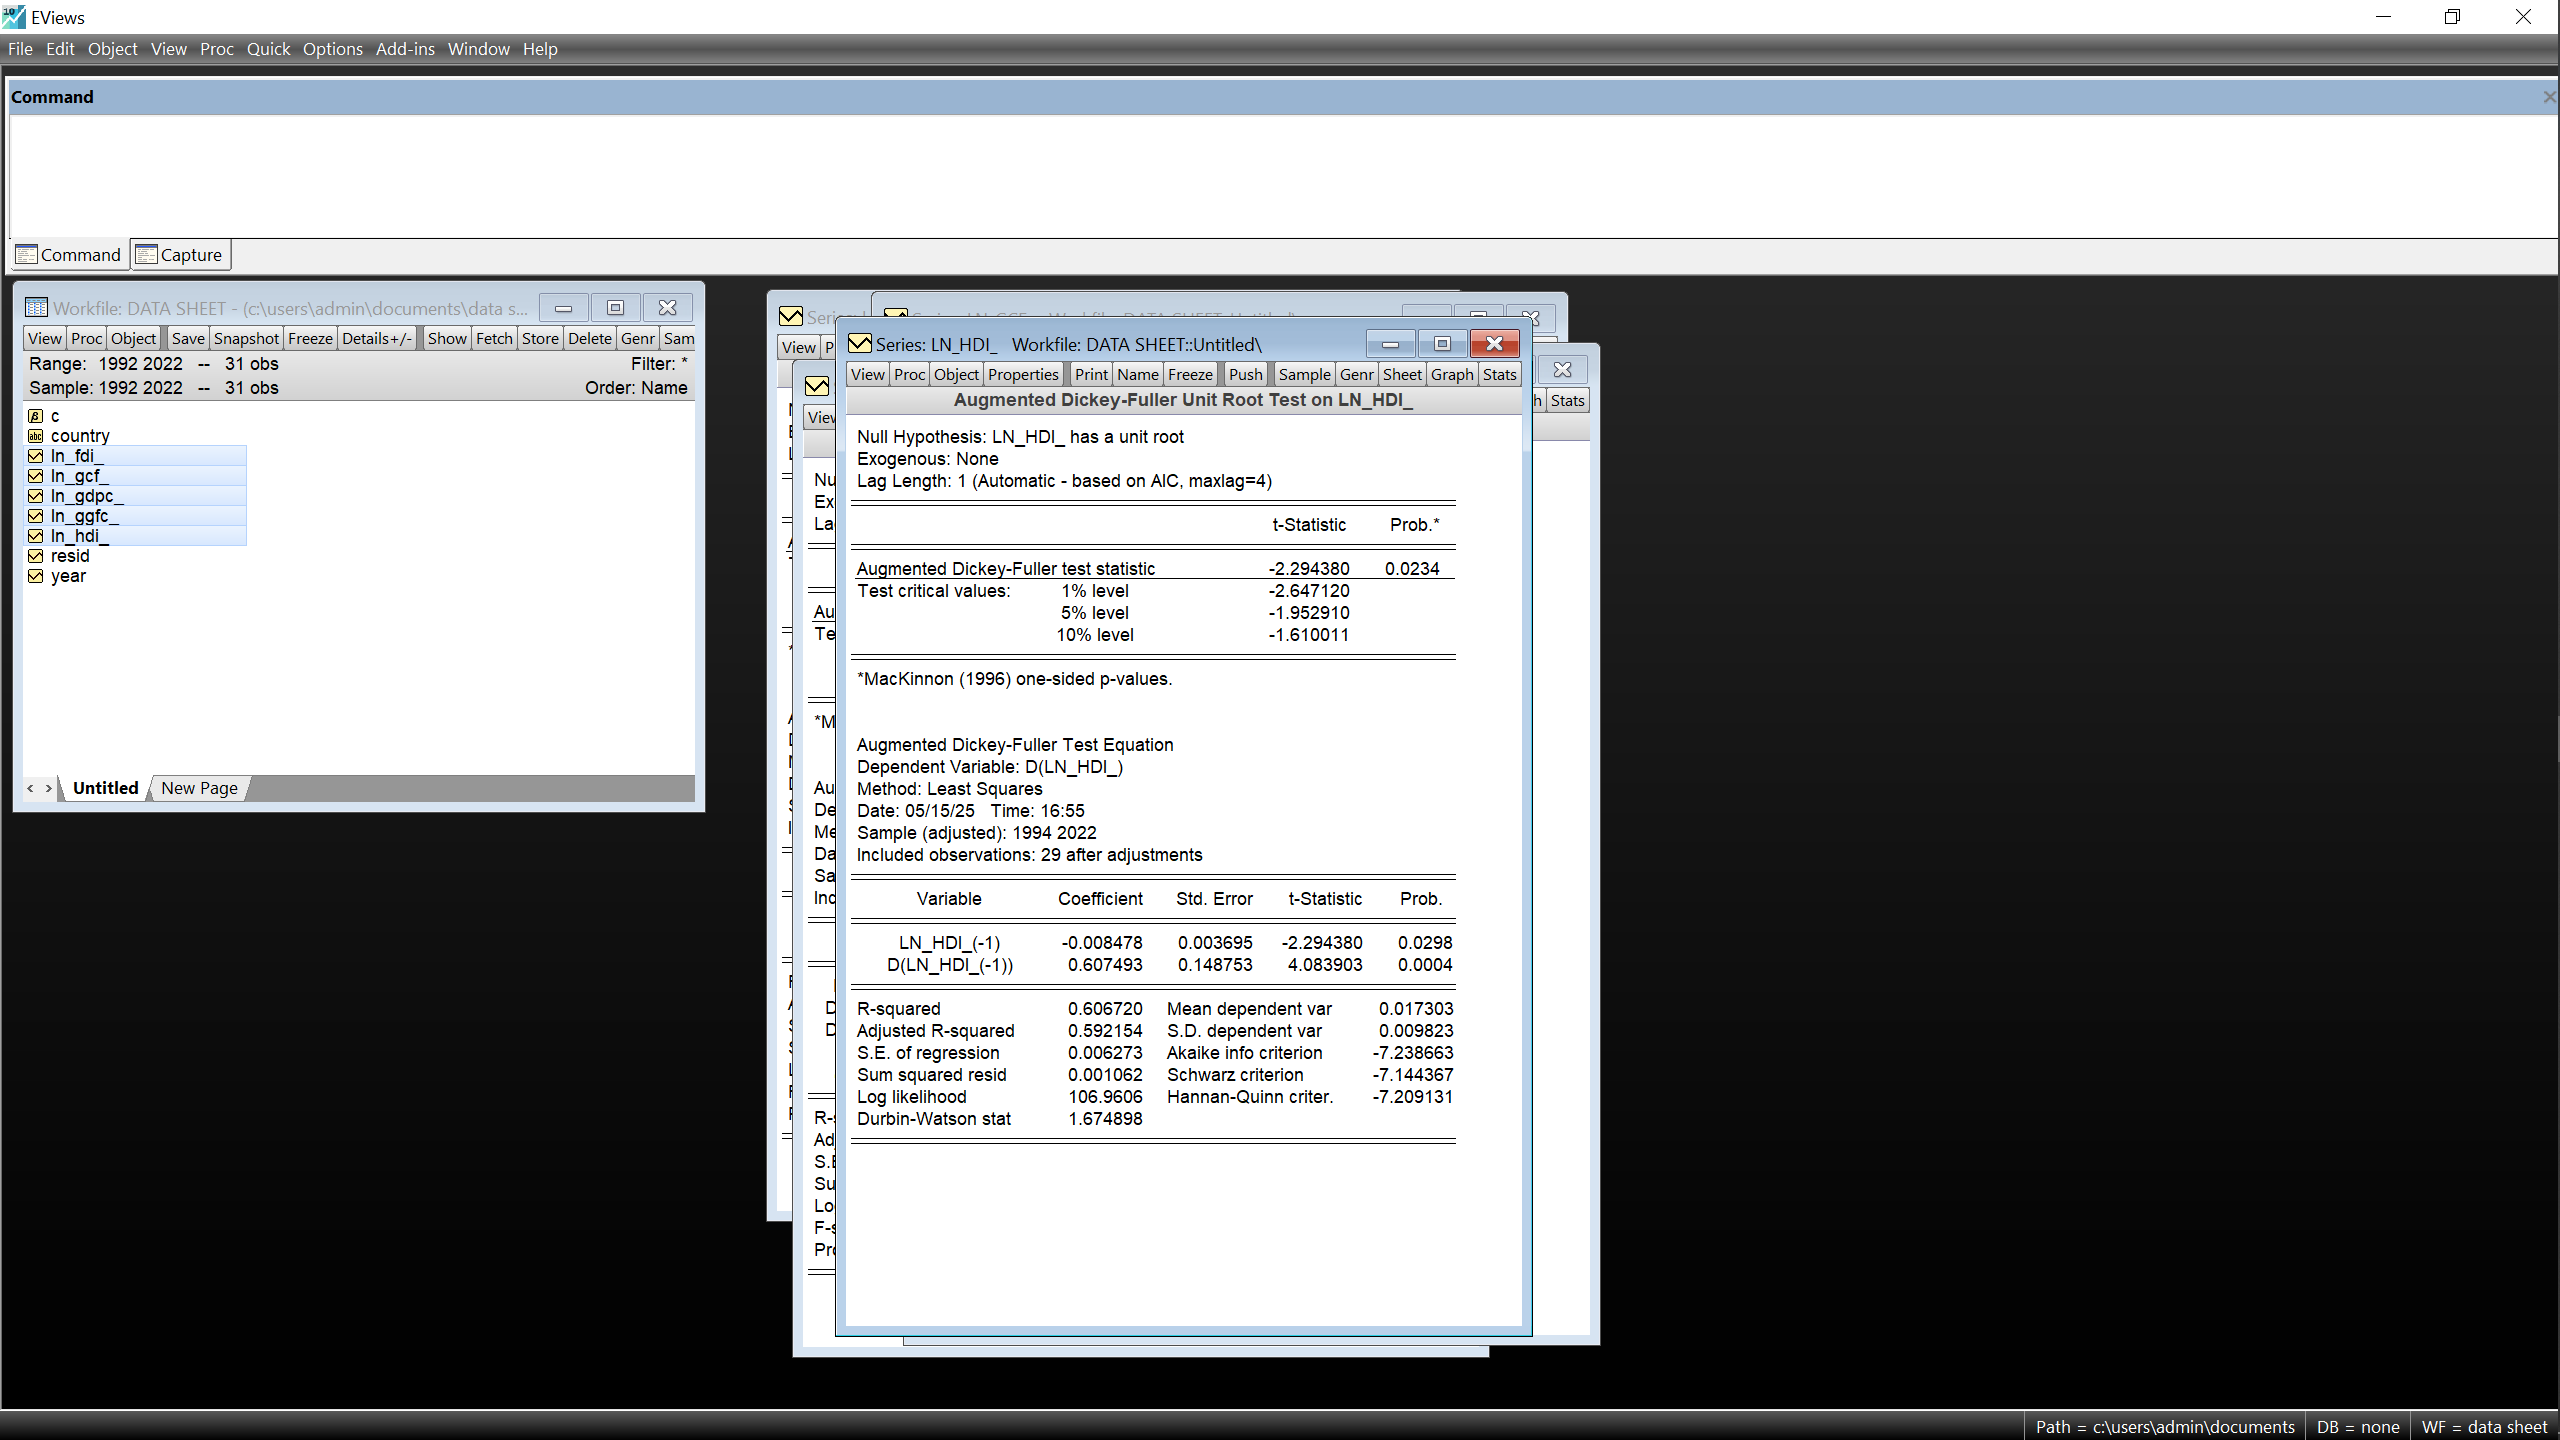 EViews
File Edit Object View Proc Quick Options Add-ins Window Help
Command
Command Capture
Workfile: DATA SHEET - (c:\users\admin\documents\data s...
View Proc Object Save Snapshot Freeze Details+/- Show Fetch Store Delete Genr Sam
Range: 1992 2022 -- 31 obs Filter: *
Sample: 1992 2022 -- 31 obs Order: Name
c
country
ln_fdi_
ln_gcf_
ln_gdpc_
ln_ggfc_
ln_hdi_
resid
year
Untitled New Page
View
Stats
Series: LN_HDI_ Workfile: DATA SHEET::Untitled\
View Proc Object Properties Print Name Freeze Push Sample Genr Sheet Graph Stats
Augmented Dickey-Fuller Unit Root Test on LN_HDI_
Null Hypothesis: LN_HDI_ has a unit root
Exogenous: None
Lag Length: 1 (Automatic - based on AIC, maxlag=4)
t-Statistic Prob.*
Augmented Dickey-Fuller test statistic -2.294380 0.0234
Test critical values: 1% level -2.647120
5% level -1.952910
10% level -1.610011
*MacKinnon (1996) one-sided p-values.
Augmented Dickey-Fuller Test Equation
Dependent Variable: D(LN_HDI_)
Method: Least Squares
Date: 05/15/25 Time: 16:55
Sample (adjusted): 1994 2022
Included observations: 29 after adjustments
Variable Coefficient Std. Error t-Statistic Prob.
LN_HDI_(-1) -0.008478 0.003695 -2.294380 0.0298
D(LN_HDI_(-1)) 0.607493 0.148753 4.083903 0.0004
R-squared 0.606720 Mean dependent var 0.017303
Adjusted R-squared 0.592154 S.D. dependent var 0.009823
S.E. of regression 0.006273 Akaike info criterion -7.238663
Sum squared resid 0.001062 Schwarz criterion -7.144367
Log likelihood 106.9606 Hannan-Quinn criter. -7.209131
Durbin-Watson stat 1.674898
Path = c:\users\admin\documents DB = none WF = data sheet